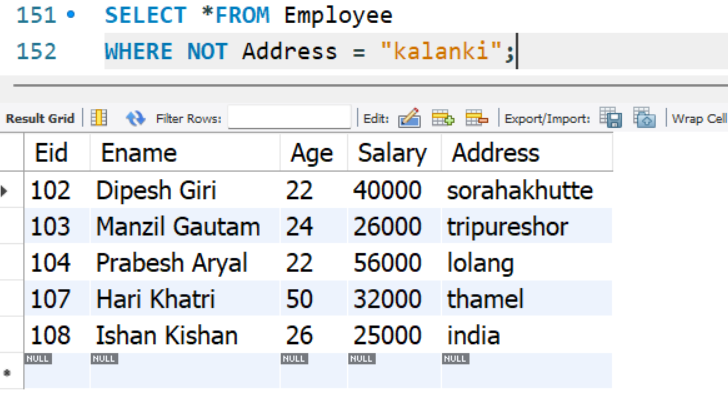 151 SELECT *FROM Employee
152 WHERE NOT Address = "kalanki";
Result Grid Filter Rows: Edit: Export/Import: Wrap Cell
Eid Ename Age Salary Address
102 Dipesh Giri 22 40000 sorahakhutte
103 Manzil Gautam 24 26000 tripureshor
104 Prabesh Aryal 22 56000 lolang
107 Hari Khatri 50 32000 thamel
108 Ishan Kishan 26 25000 india
NULL NULL NULL NULL NULL